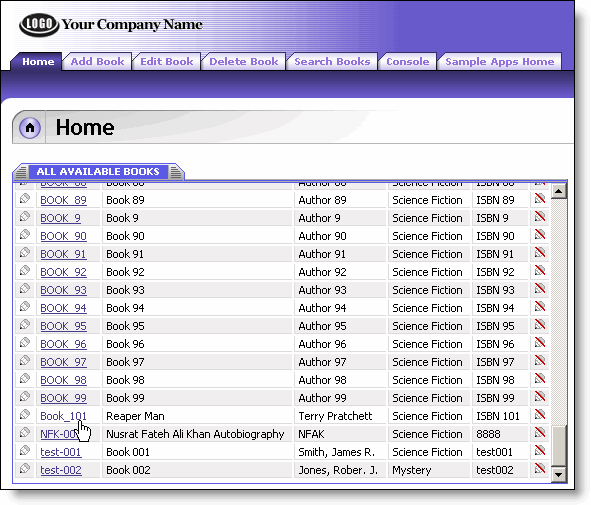 LOGO Your Company Name
Home Add Book Edit Book Delete Book Search Books Console Sample Apps Home
Home
ALL AVAILABLE BOOKS
BOOK_88 Book 88 Author 88 Science Fiction ISBN 88
BOOK_89 Book 89 Author 89 Science Fiction ISBN 89
BOOK_9 Book 9 Author 9 Science Fiction ISBN 9
BOOK_90 Book 90 Author 90 Science Fiction ISBN 90
BOOK_91 Book 91 Author 91 Science Fiction ISBN 91
BOOK_92 Book 92 Author 92 Science Fiction ISBN 92
BOOK_93 Book 93 Author 93 Science Fiction ISBN 93
BOOK_94 Book 94 Author 94 Science Fiction ISBN 94
BOOK_95 Book 95 Author 95 Science Fiction ISBN 95
BOOK_96 Book 96 Author 96 Science Fiction ISBN 96
BOOK_97 Book 97 Author 97 Science Fiction ISBN 97
BOOK_98 Book 98 Author 98 Science Fiction ISBN 98
BOOK_99 Book 99 Author 99 Science Fiction ISBN 99
Book_101 Reaper Man Terry Pratchett Science Fiction ISBN 101
Nusrat Fateh Ali Khan Autobiography NFAK Science Fiction 8888
test-001 Book 001 Smith, James R. Science Fiction test001
test-002 Book 002 Jones, Rober. J. Mystery test002